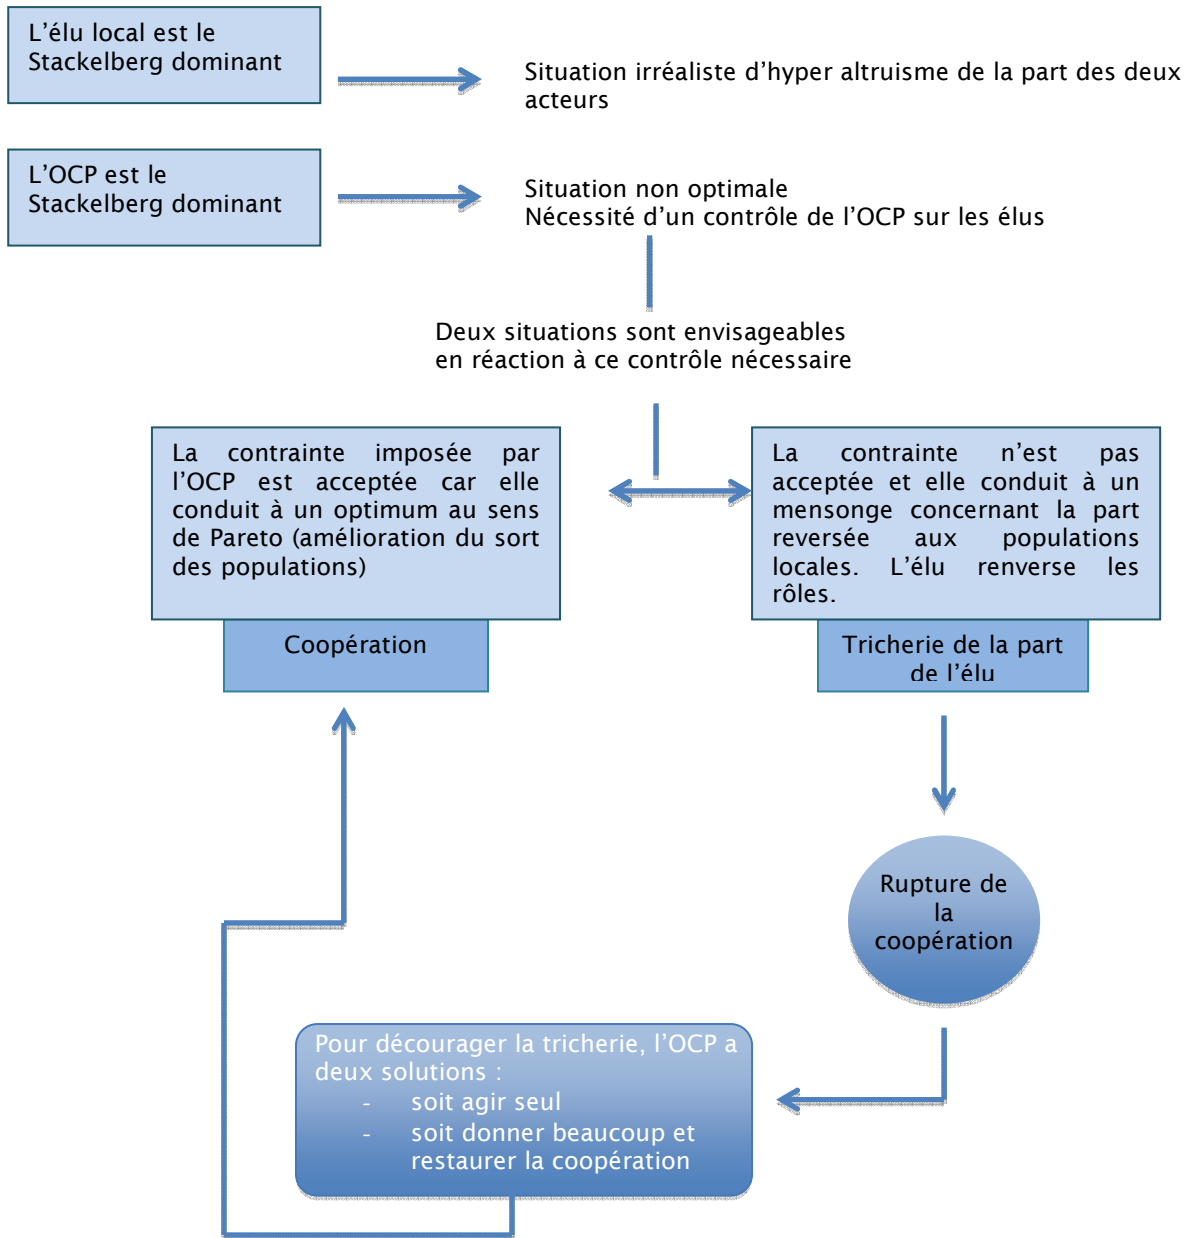 L'élu local est le
Stackelberg dominant
Situation irréaliste d'hyper altruisme de la part des deux
acteurs
L'OCP est le
Stackelberg dominant
Situation non optimale
Nécessité d'un contrôle de l'OCP sur les élus
Deux situations sont envisageables
en réaction à ce contrôle nécessaire
La contrainte imposée par
l'OCP est acceptée car elle
conduit à un optimum au sens
de Pareto (amélioration du sort
des populations)
Coopération
La contrainte n'est pas
acceptée et elle conduit à un
mensonge concernant la part
reversée aux populations
locales. L'élu renverse les
rôles.
Tricherie de la part
de l'élu
Rupture de
la
coopération
Pour décourager la tricherie, l'OCP a
deux solutions :
- soit agir seul
- soit donner beaucoup et
restaurer la coopération